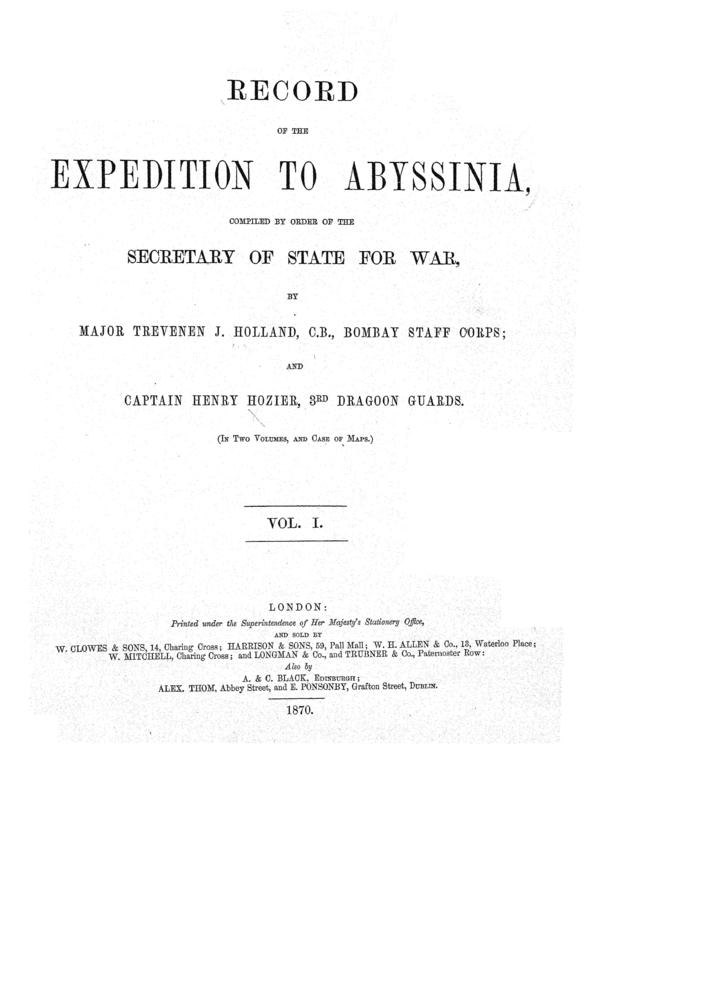 RECORD
OF THE
EXPEDITION TO ABYSSINIA,
COMPILED BY ORDER OF THE
SECRETARY OF STATE FOR WAR,
BY
MAJOR TREVENEN J. HOLLAND, C.B., BOMBAY STAFF CORPS;
AND
CAPTAIN HENRY HOZIER, 3RD DRAGOON GUARDS.
(In Two Volumes, and Case of Maps.)
VOL. I.
LONDON:
Printed under the Superintendence of Her Majesty's Stationery Office,
AND SOLD BY
W. CLOWES & SONS, 14, Charing Cross; HARRISON & SONS, 59, Pall Mall; W. H. ALLEN & Co., 13, Waterloo Place;
W. MITCHELL, Charing Cross; and LONGMAN & Co., and TRÜBNER & Co., Paternoster Row:
Also by
A. & C. BLACK, Edinburgh;
ALEX. THOM, Abbey Street, and E. PONSONBY, Grafton Street, Dublin.
1870.